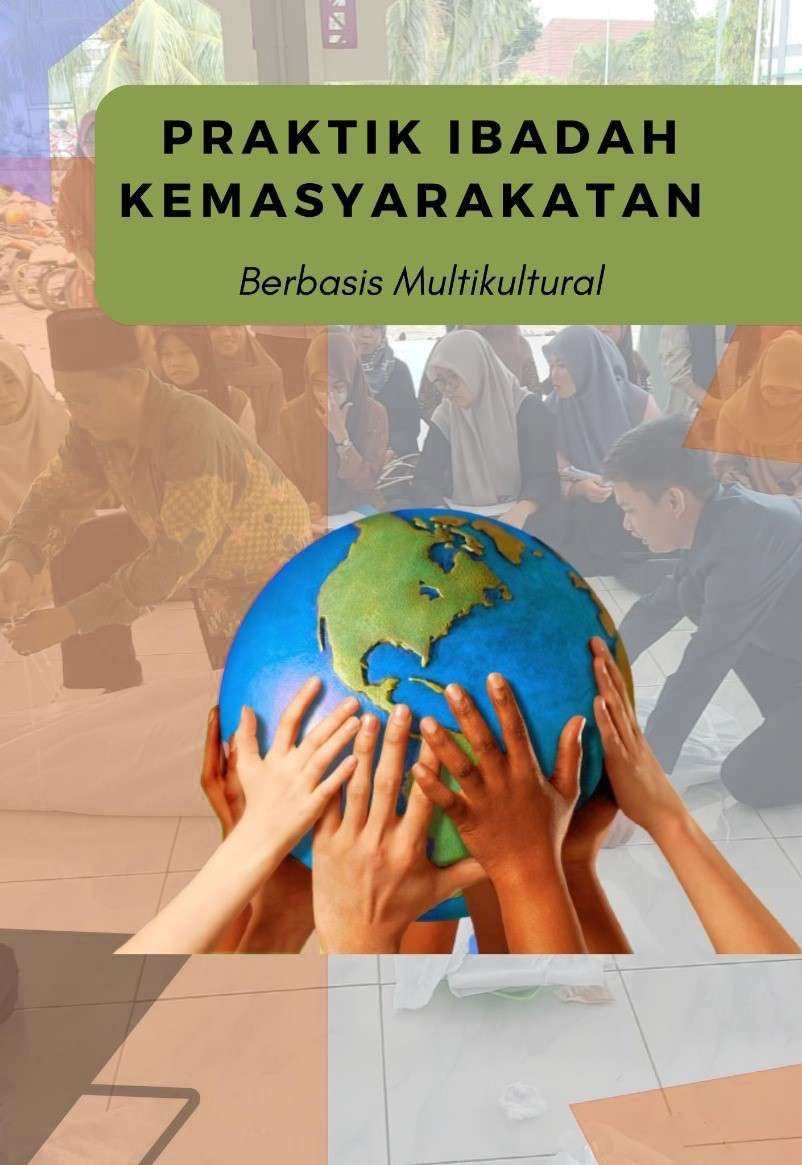 PRAKTIK IBADAH
KEMASYARAKATAN
Berbasis Multikultural